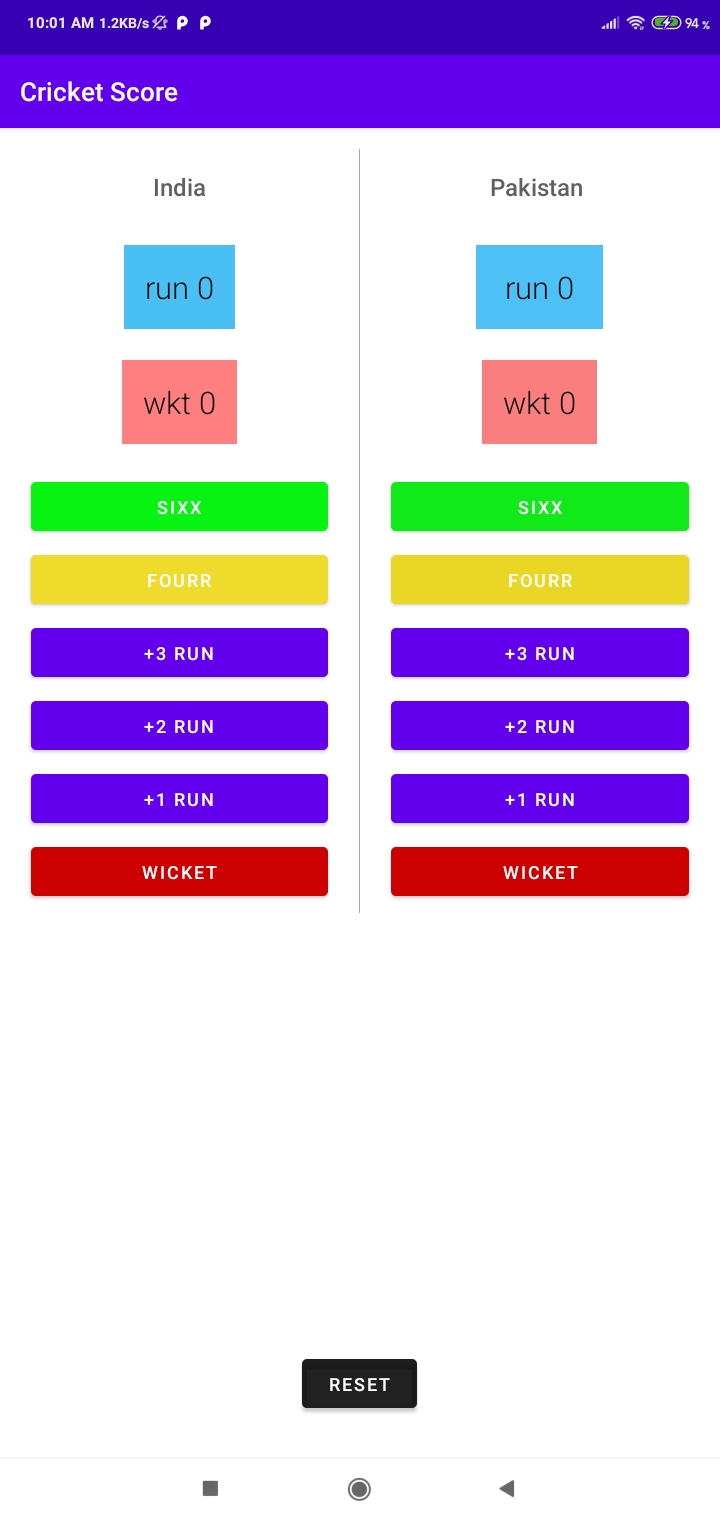 10:01 AM 1.2KB/s 94 %
Cricket Score
India
Pakistan
run 0
run 0
wkt 0
wkt 0
SIXX
SIXX
FOURR
FOURR
+3 RUN
+3 RUN
+2 RUN
+2 RUN
+1 RUN
+1 RUN
WICKET
WICKET
RESET